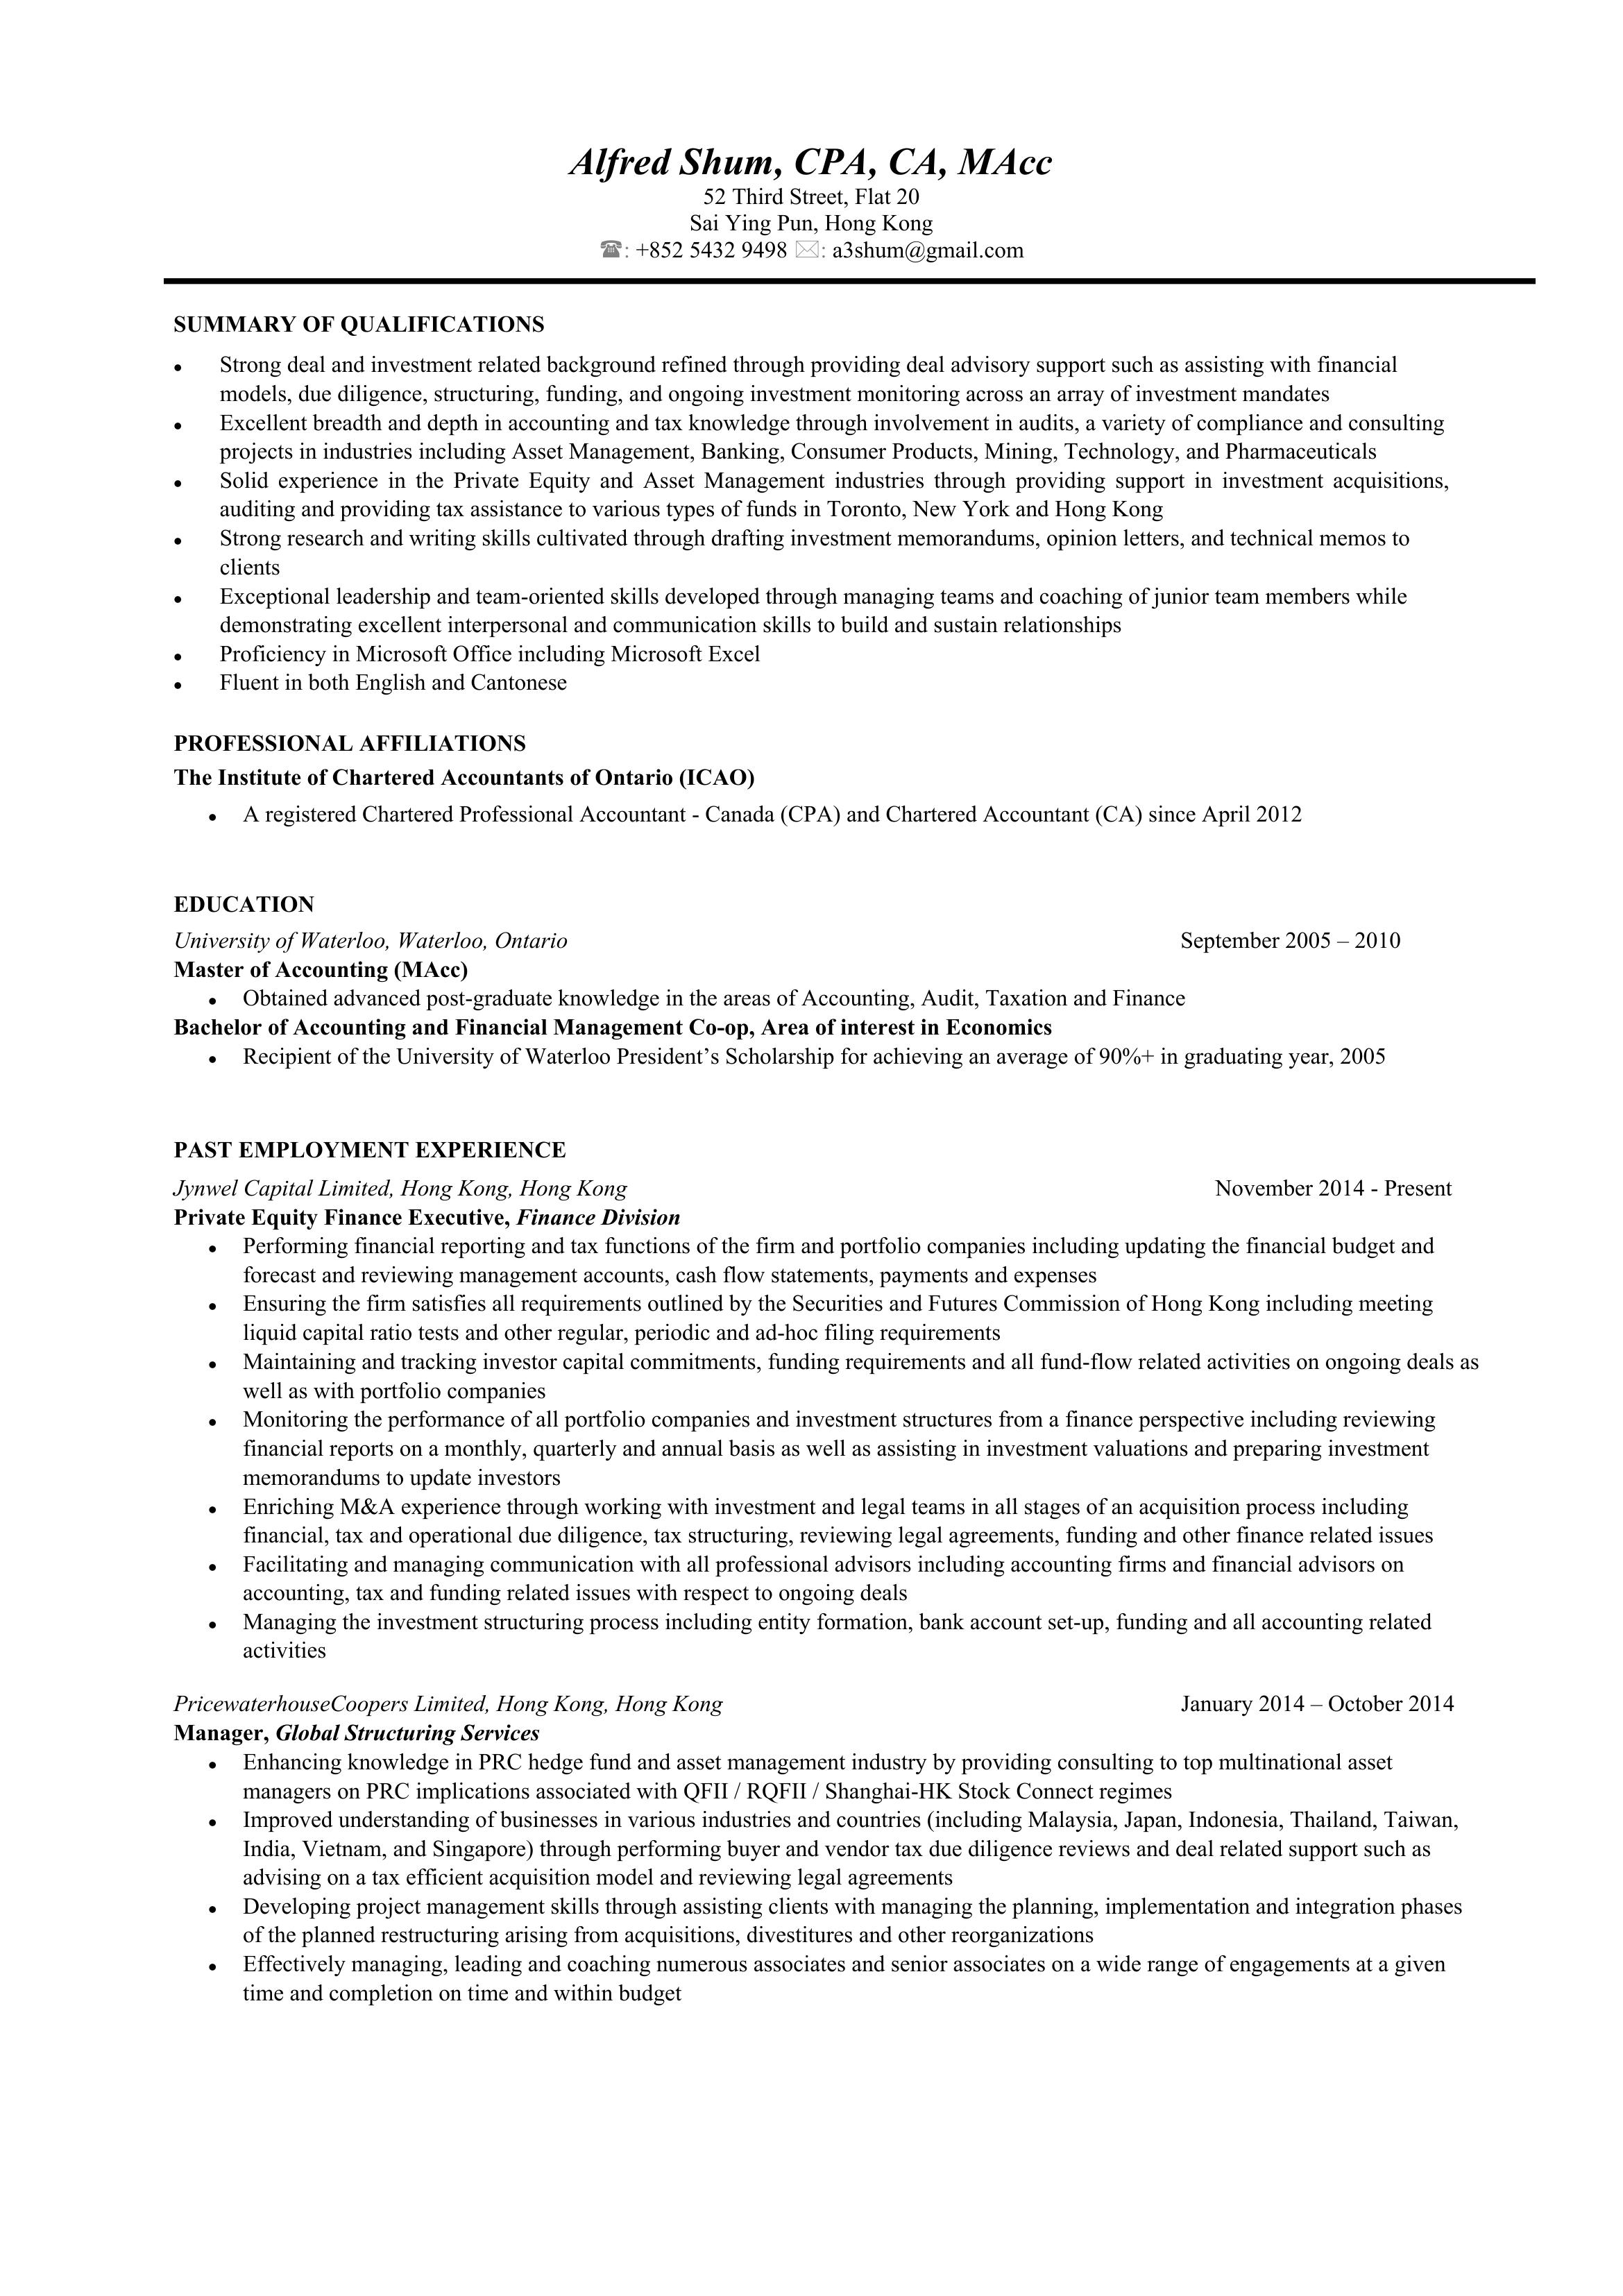 Alfred Shum, CPA, CA, MAcc
52 Third Street, Flat 20
Sai Ying Pun, Hong Kong
☎: +852 5432 9498 ✉: a3shum@gmail.com
SUMMARY OF QUALIFICATIONS
• Strong deal and investment related background refined through providing deal advisory support such as assisting with financial
models, due diligence, structuring, funding, and ongoing investment monitoring across an array of investment mandates
• Excellent breadth and depth in accounting and tax knowledge through involvement in audits, a variety of compliance and consulting
projects in industries including Asset Management, Banking, Consumer Products, Mining, Technology, and Pharmaceuticals
• Solid experience in the Private Equity and Asset Management industries through providing support in investment acquisitions,
auditing and providing tax assistance to various types of funds in Toronto, New York and Hong Kong
• Strong research and writing skills cultivated through drafting investment memorandums, opinion letters, and technical memos to
clients
• Exceptional leadership and team-oriented skills developed through managing teams and coaching of junior team members while
demonstrating excellent interpersonal and communication skills to build and sustain relationships
• Proficiency in Microsoft Office including Microsoft Excel
• Fluent in both English and Cantonese
PROFESSIONAL AFFILIATIONS
The Institute of Chartered Accountants of Ontario (ICAO)
• A registered Chartered Professional Accountant - Canada (CPA) and Chartered Accountant (CA) since April 2012
EDUCATION
University of Waterloo, Waterloo, Ontario September 2005 – 2010
Master of Accounting (MAcc)
• Obtained advanced post-graduate knowledge in the areas of Accounting, Audit, Taxation and Finance
Bachelor of Accounting and Financial Management Co-op, Area of interest in Economics
• Recipient of the University of Waterloo President’s Scholarship for achieving an average of 90%+ in graduating year, 2005
PAST EMPLOYMENT EXPERIENCE
Jynwel Capital Limited, Hong Kong, Hong Kong November 2014 - Present
Private Equity Finance Executive, Finance Division
• Performing financial reporting and tax functions of the firm and portfolio companies including updating the financial budget and
forecast and reviewing management accounts, cash flow statements, payments and expenses
• Ensuring the firm satisfies all requirements outlined by the Securities and Futures Commission of Hong Kong including meeting
liquid capital ratio tests and other regular, periodic and ad-hoc filing requirements
• Maintaining and tracking investor capital commitments, funding requirements and all fund-flow related activities on ongoing deals as
well as with portfolio companies
• Monitoring the performance of all portfolio companies and investment structures from a finance perspective including reviewing
financial reports on a monthly, quarterly and annual basis as well as assisting in investment valuations and preparing investment
memorandums to update investors
• Enriching M&A experience through working with investment and legal teams in all stages of an acquisition process including
financial, tax and operational due diligence, tax structuring, reviewing legal agreements, funding and other finance related issues
• Facilitating and managing communication with all professional advisors including accounting firms and financial advisors on
accounting, tax and funding related issues with respect to ongoing deals
• Managing the investment structuring process including entity formation, bank account set-up, funding and all accounting related
activities
PricewaterhouseCoopers Limited, Hong Kong, Hong Kong January 2014 – October 2014
Manager, Global Structuring Services
• Enhancing knowledge in PRC hedge fund and asset management industry by providing consulting to top multinational asset
managers on PRC implications associated with QFII / RQFII / Shanghai-HK Stock Connect regimes
• Improved understanding of businesses in various industries and countries (including Malaysia, Japan, Indonesia, Thailand, Taiwan,
India, Vietnam, and Singapore) through performing buyer and vendor tax due diligence reviews and deal related support such as
advising on a tax efficient acquisition model and reviewing legal agreements
• Developing project management skills through assisting clients with managing the planning, implementation and integration phases
of the planned restructuring arising from acquisitions, divestitures and other reorganizations
• Effectively managing, leading and coaching numerous associates and senior associates on a wide range of engagements at a given
time and completion on time and within budget